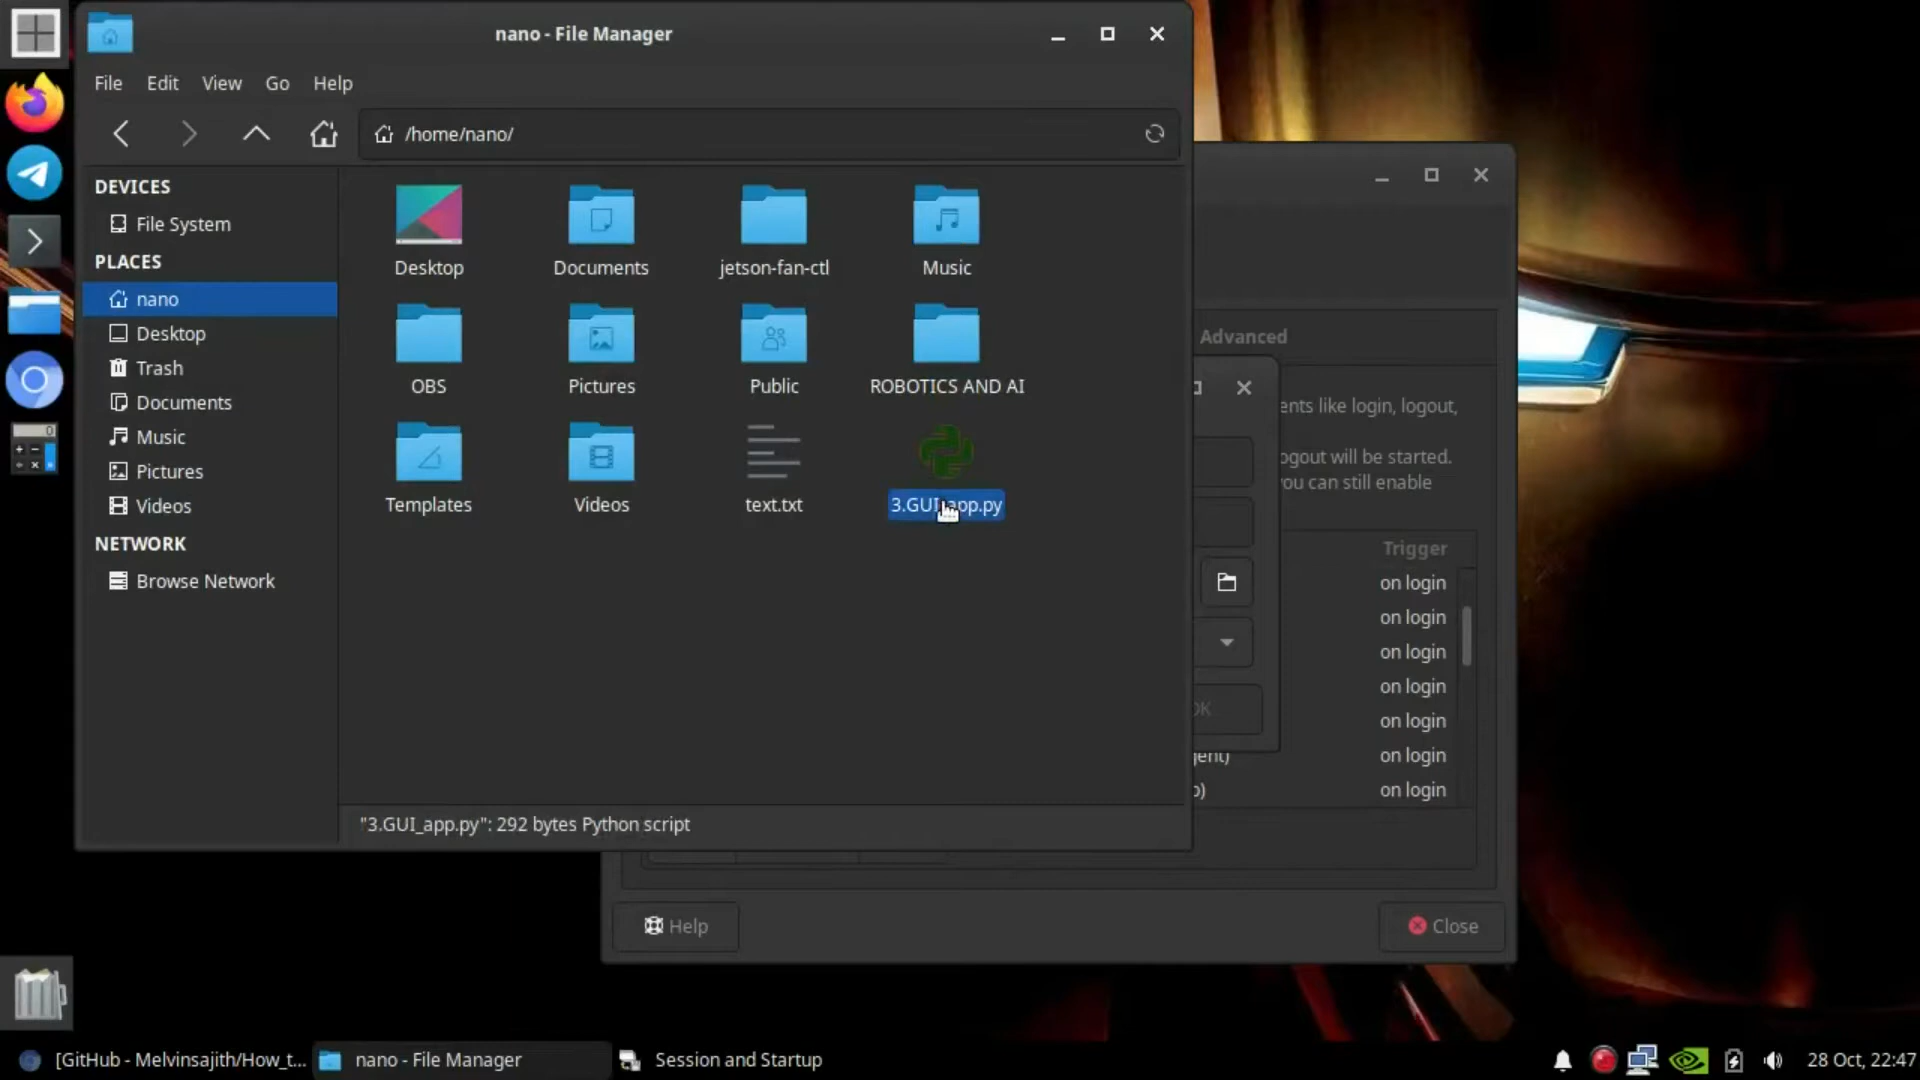 nano - File Manager
File Edit View Go Help
/home/nano/
DEVICES
File System
PLACES
nano
Desktop
Trash
Documents
Music
Pictures
Videos
NETWORK
Browse Network
Desktop Documents jetson-fan-ctl Music
OBS Pictures Public ROBOTICS AND AI
Templates Videos text.txt 3.GUI_app.py
"3.GUI_app.py": 292 bytes Python script
Advanced
ents like login, logout,
ogout will be started.
you can still enable
Trigger
on login
on login
on login
on login
on login
gent) on login
o) on login
OK
Help Close
[GitHub - Melvinsajith/How_t... nano - File Manager Session and Startup 28 Oct, 22:47